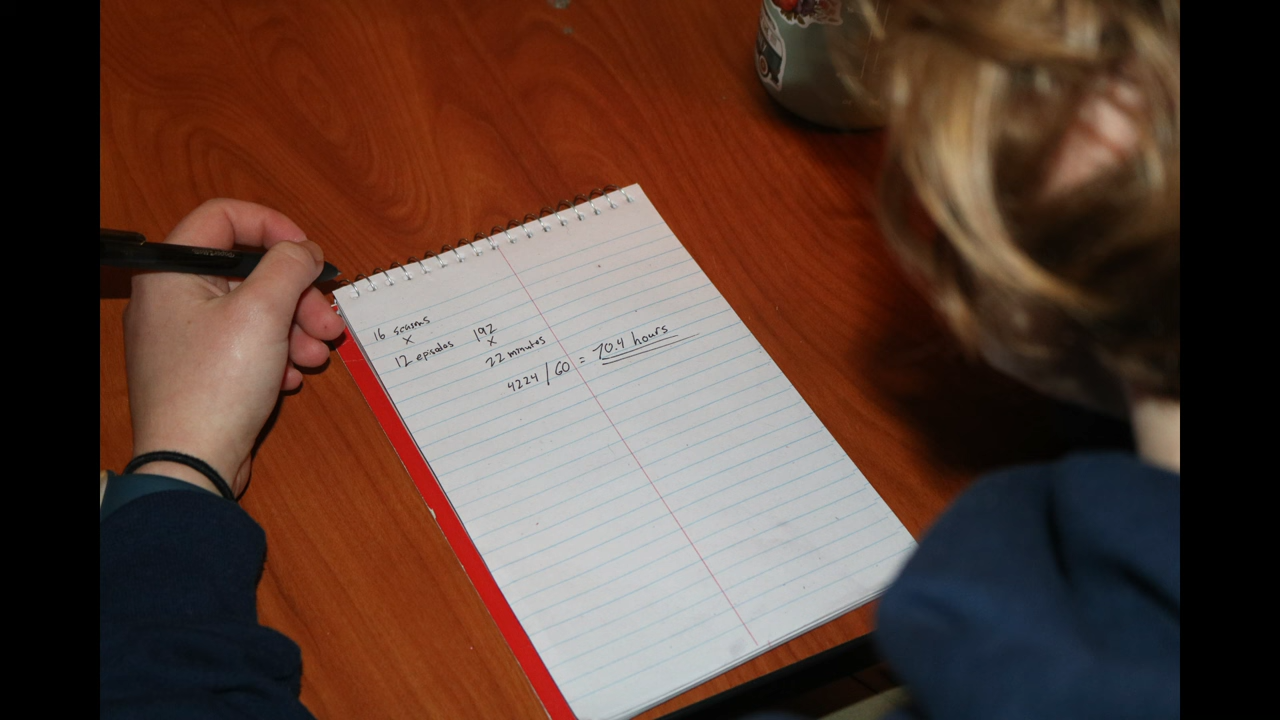 16 seasons
x
12 episodes
192
x
22 minutes
4224 / 60 = 70.4 hours